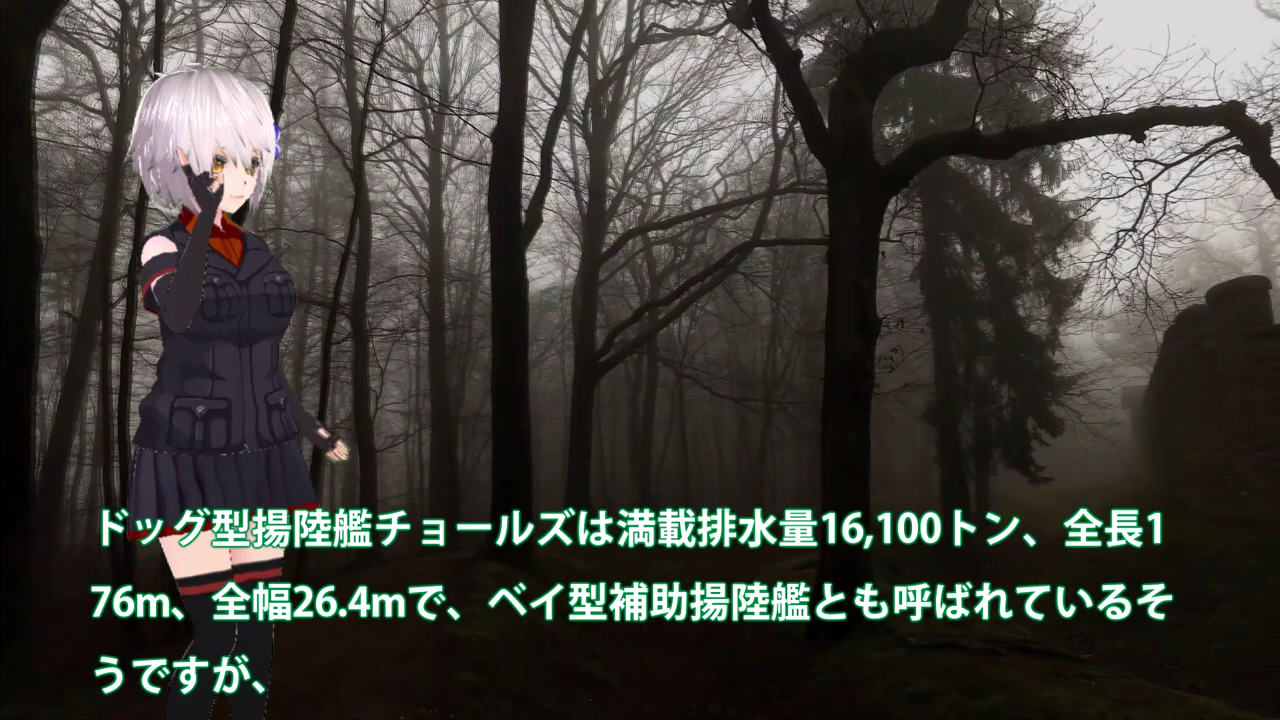 ドッグ型揚陸艦チョールズは満載排水量16,100トン、全長1
76m、全幅26.4mで、ベイ型補助揚陸艦とも呼ばれているそ
うですが、